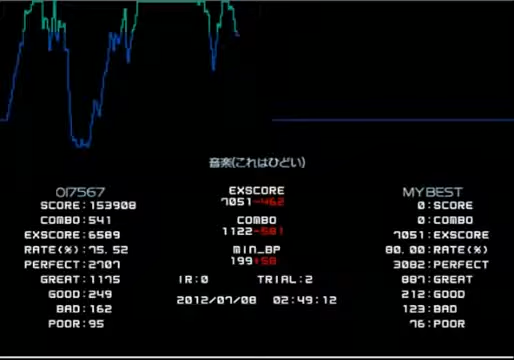 音楽(これはひどい)
017567
SCORE:153908
COMBO:541
EXSCORE:6589
RATE(%):75.52
PERFECT:2707
GREAT:1175
GOOD:249
BAD:162
POOR:95
EXSCORE
7051-462
COMBO
1122-581
MIN_BP
199+58
IR:0 TRIAL:2
2012/07/08 02:49:12
MYBEST
0:SCORE
0:COMBO
7051:EXSCORE
80.00:RATE(%)
3082:PERFECT
887:GREAT
212:GOOD
123:BAD
76:POOR